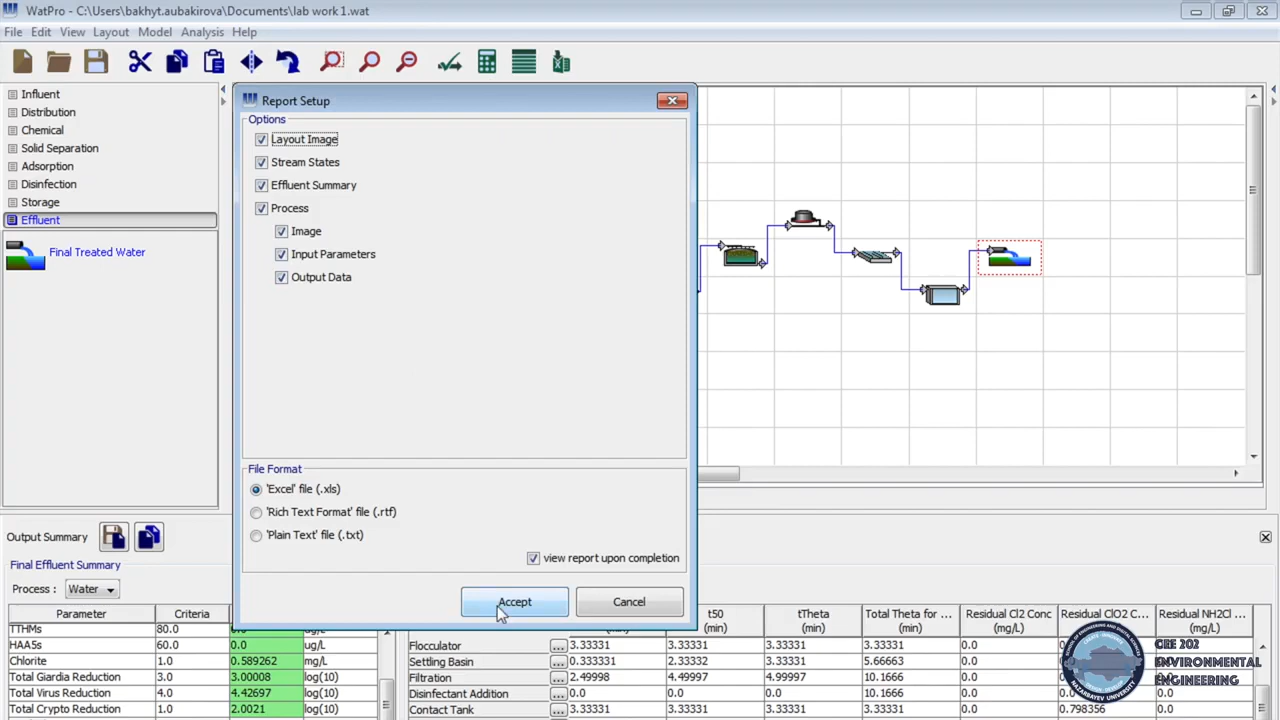 WatPro - C:\Users\bakhyt.aubakirova\Documents\lab work 1.wat
File Edit View Layout Model Analysis Help
Influent
Distribution
Chemical
Solid Separation
Adsorption
Disinfection
Storage
Effluent
Final Treated Water
Report Setup
Options
Layout Image
Stream States
Effluent Summary
Process
Image
Input Parameters
Output Data
File Format
'Excel' file (.xls)
'Rich Text Format' file (.rtf)
'Plain Text' file (.txt)
view report upon completion
Accept Cancel
Output Summary
Final Effluent Summary
Process : Water
Parameter Criteria
TTHMs 80.0 ug/L
HAA5s 60.0 0.0 ug/L
Chlorite 1.0 0.589262 mg/L
Total Giardia Reduction 3.0 3.00008 log(10)
Total Virus Reduction 4.0 4.42697 log(10)
Total Crypto Reduction 1.0 2.0021 log(10)
t50 tTheta Total Theta for ... Residual Cl2 Conc Residual ClO2 C... Residual NH2Cl ...
(min) (min) (min) (mg/L) (mg/L) (mg/L)
Flocculator ... 3.33331 3.33331 3.33331 3.33331 0.0 0.0
Settling Basin ... 0.333331 2.33332 3.33331 5.66663 0.0
Filtration ... 2.49998 4.49997 4.99997 10.1666 0.0
Disinfectant Addition ... 0.0 0.0 0.0 10.1666 0.0
Contact Tank ... 3.33331 3.33331 3.33331 3.33331 0.0 0.798356 0.0
CEE 202
ENVIRONMENTAL
ENGINEERING
NAZARBAYEV UNIVERSITY